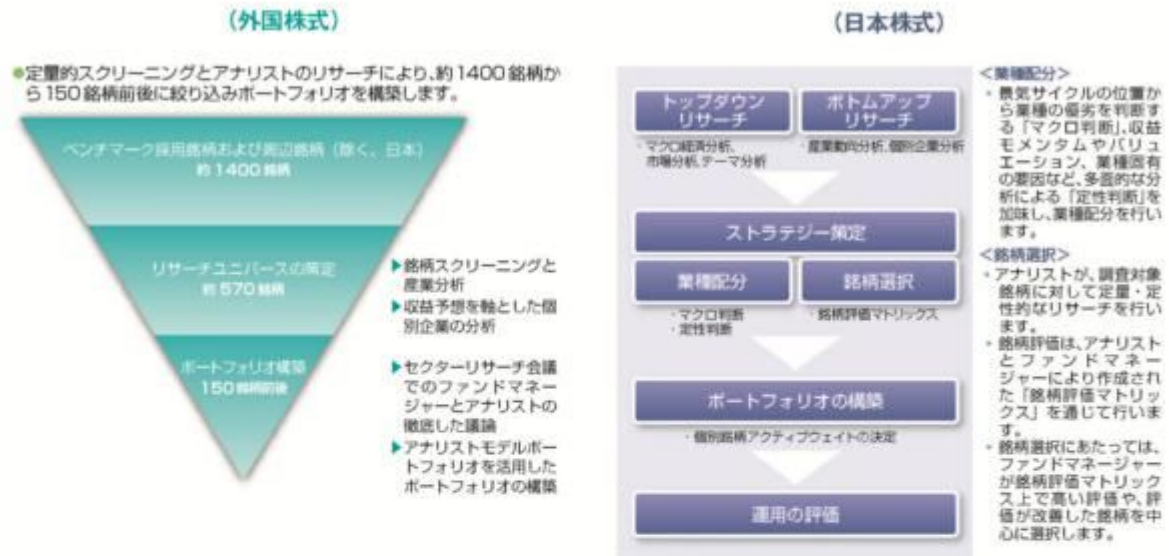 (外国株式)
●定量的スクリーニングとアナリストのリサーチにより、約1400銘柄か
ら150銘柄前後に絞り込みポートフォリオを構築します。
ベンチマーク採用銘柄および周辺銘柄(除く、日本)
約1400銘柄
リサーチユニバースの策定
約570銘柄
▶銘柄スクリーニングと
産業分析
▶収益予想を軸とした個
別企業の分析
ポートフォリオ構築
150銘柄前後
▶セクターリサーチ会議
でのファンドマネー
ジャーとアナリストの
徹底した議論
▶アナリストモデルポー
トフォリオを活用した
ポートフォリオの構築
(日本株式)
トップダウン
リサーチ
ボトムアップ
リサーチ
・マクロ経済分析、
市場分析、テーマ分析
・産業動向分析、個別企業分析
ストラテジー策定
業種配分
銘柄選択
・マクロ判断
・定性判断
・銘柄評価マトリックス
ポートフォリオの構築
・個別銘柄アクティブウェイトの決定
運用の評価
<業種配分>
・景気サイクルの位置か
ら業種の優劣を判断す
る「マクロ判断」、収益
モメンタムやバリュ
エーション、業種固有
の要因など、多面的な分
析による「定性判断」を
加味し、業種配分を行い
ます。
<銘柄選択>
・アナリストが、調査対象
銘柄に対して定量・定
性的なリサーチを行い
ます。
・銘柄評価は、アナリスト
とファンドマネー
ジャーにより作成され
た「銘柄評価マトリッ
クス」を通じて行いま
す。
・銘柄選択にあたっては、
ファンドマネージャー
が銘柄評価マトリック
ス上で高い評価や、評
価が改善した銘柄を中
心に選択します。